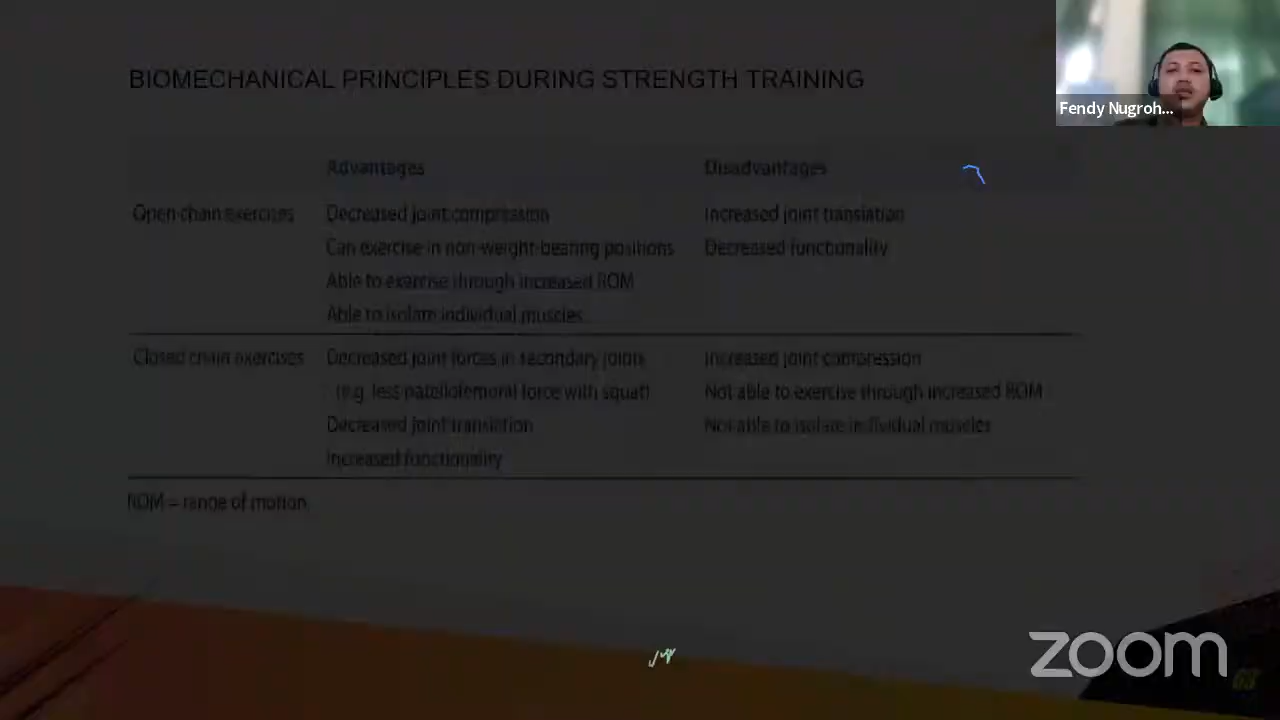 Fendy Nugroh...
BIOMECHANICAL PRINCIPLES DURING STRENGTH TRAINING
Advantages Disadvantages
Open chain exercises Decreased joint compression Increased joint translation
Can exercise in non-weight-bearing positions Decreased functionality
Able to exercise through increased ROM
Able to isolate individual muscles
Closed chain exercises Decreased joint forces in secondary joints Increased joint compression
(e.g. less patellofemoral force with squat) Not able to exercise through increased ROM
Decreased joint translation Not able to isolate individual muscles
Increased functionality
ROM = range of motion
zoom